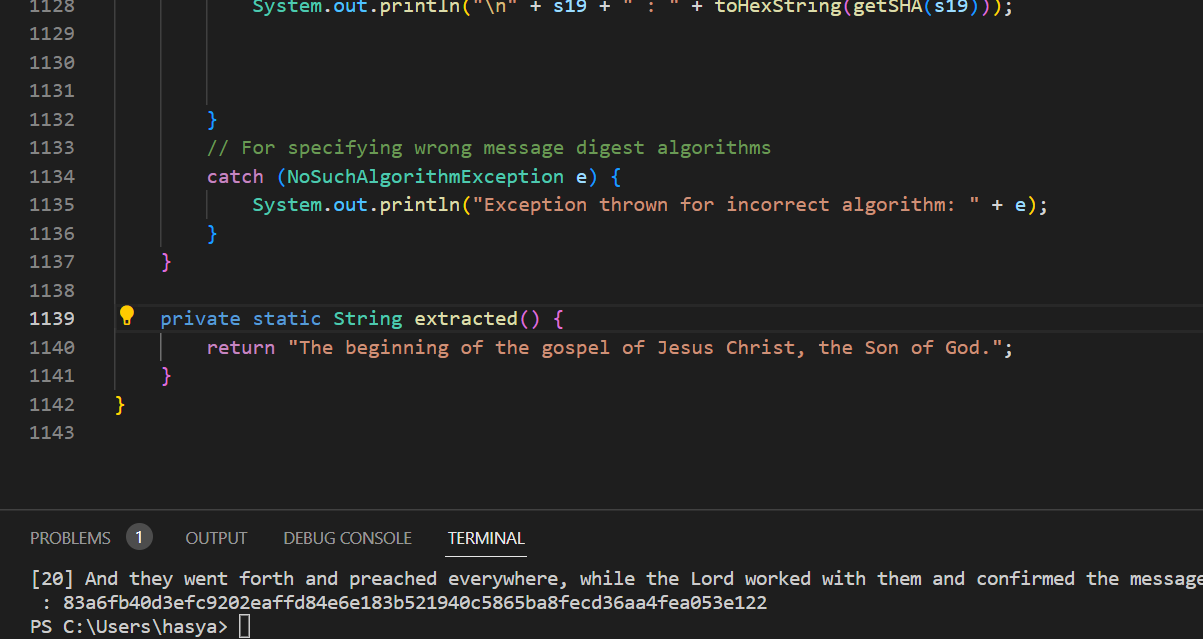 1128 System.out.println("\n" + s19 + " : " + toHexString(getSHA(s19)));
1129
1130
1131
1132 }
1133 // For specifying wrong message digest algorithms
1134 catch (NoSuchAlgorithmException e) {
1135 System.out.println("Exception thrown for incorrect algorithm: " + e);
1136 }
1137 }
1138
1139 private static String extracted() {
1140 return "The beginning of the gospel of Jesus Christ, the Son of God.";
1141 }
1142 }
1143
PROBLEMS 1 OUTPUT DEBUG CONSOLE TERMINAL
[20] And they went forth and preached everywhere, while the Lord worked with them and confirmed the message
: 83a6fb40d3efc9202eaffd84e6e183b521940c5865ba8fecd36aa4fea053e122
PS C:\Users\hasya>